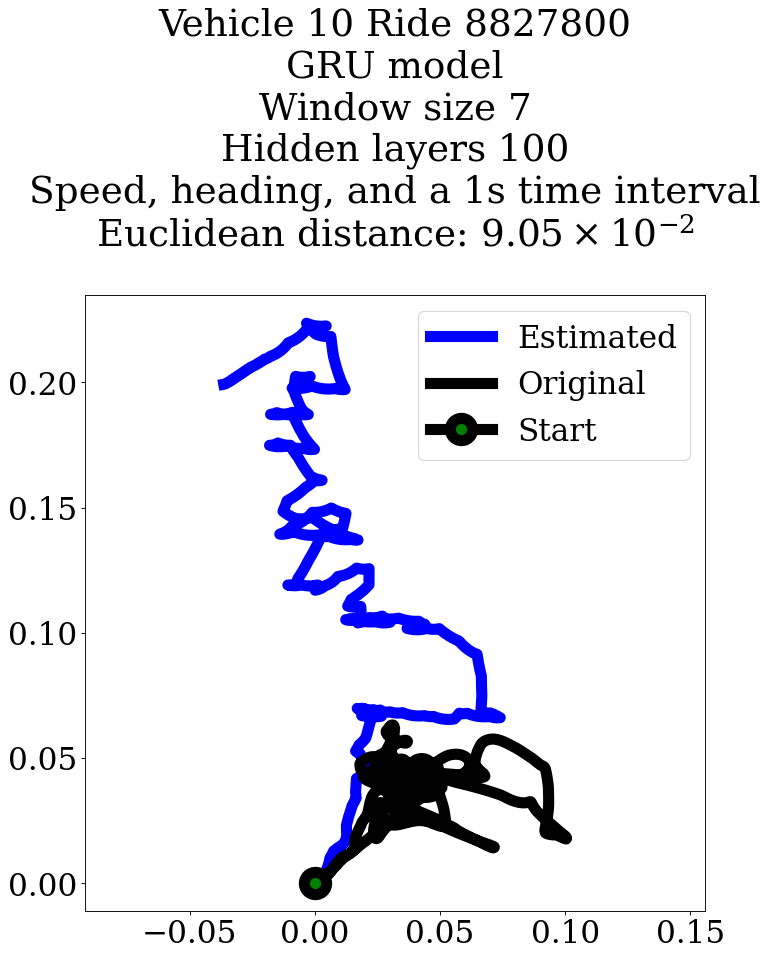 Vehicle 10 Ride 8827800
GRU model
Window size 7
Hidden layers 100
Speed, heading, and a 1s time interval
Euclidean distance: 9.05 × 10⁻²
Estimated
Original
Start
0.20
0.15
0.10
0.05
0.00
−0.05 0.00 0.05 0.10 0.15